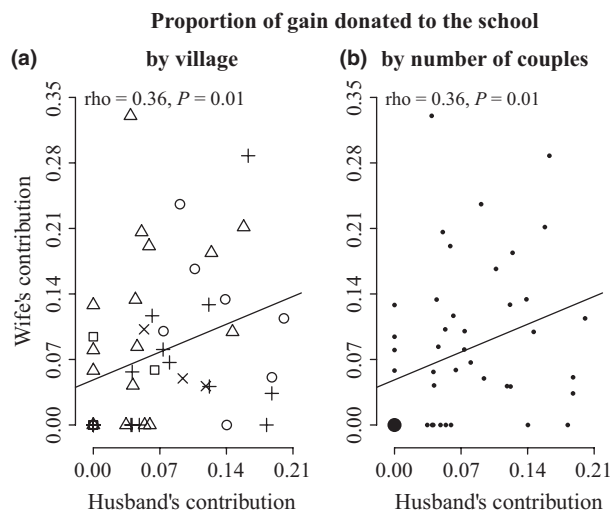 Proportion of gain donated to the school
(a) by village
rho = 0.36, P = 0.01
Wife's contribution
0.35
0.28
0.21
0.14
0.07
0.00
0.00 0.07 0.14 0.21
Husband's contribution
(b) by number of couples
rho = 0.36, P = 0.01
0.35
0.28
0.21
0.14
0.07
0.00
0.00 0.07 0.14 0.21
Husband's contribution